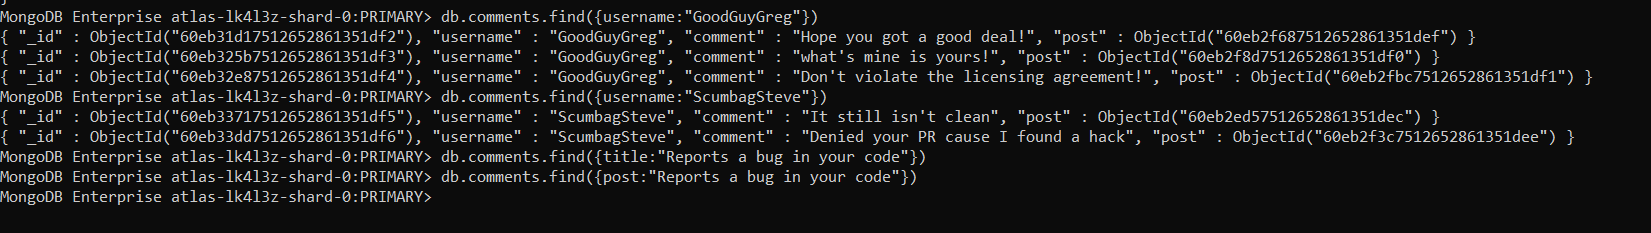 }
MongoDB Enterprise atlas-lk4l3z-shard-0:PRIMARY> db.comments.find({username:"GoodGuyGreg"})
{ "_id" : ObjectId("60eb31d17512652861351df2"), "username" : "GoodGuyGreg", "comment" : "Hope you got a good deal!", "post" : ObjectId("60eb2f687512652861351def") }
{ "_id" : ObjectId("60eb325b7512652861351df3"), "username" : "GoodGuyGreg", "comment" : "what's mine is yours!", "post" : ObjectId("60eb2f8d7512652861351df0") }
{ "_id" : ObjectId("60eb32e87512652861351df4"), "username" : "GoodGuyGreg", "comment" : "Don't violate the licensing agreement!", "post" : ObjectId("60eb2fbc7512652861351df1") }
MongoDB Enterprise atlas-lk4l3z-shard-0:PRIMARY> db.comments.find({username:"ScumbagSteve"})
{ "_id" : ObjectId("60eb33717512652861351df5"), "username" : "ScumbagSteve", "comment" : "It still isn't clean", "post" : ObjectId("60eb2ed57512652861351dec") }
{ "_id" : ObjectId("60eb33dd7512652861351df6"), "username" : "ScumbagSteve", "comment" : "Denied your PR cause I found a hack", "post" : ObjectId("60eb2f3c7512652861351dee") }
MongoDB Enterprise atlas-lk4l3z-shard-0:PRIMARY> db.comments.find({title:"Reports a bug in your code"})
MongoDB Enterprise atlas-lk4l3z-shard-0:PRIMARY> db.comments.find({post:"Reports a bug in your code"})
MongoDB Enterprise atlas-lk4l3z-shard-0:PRIMARY>